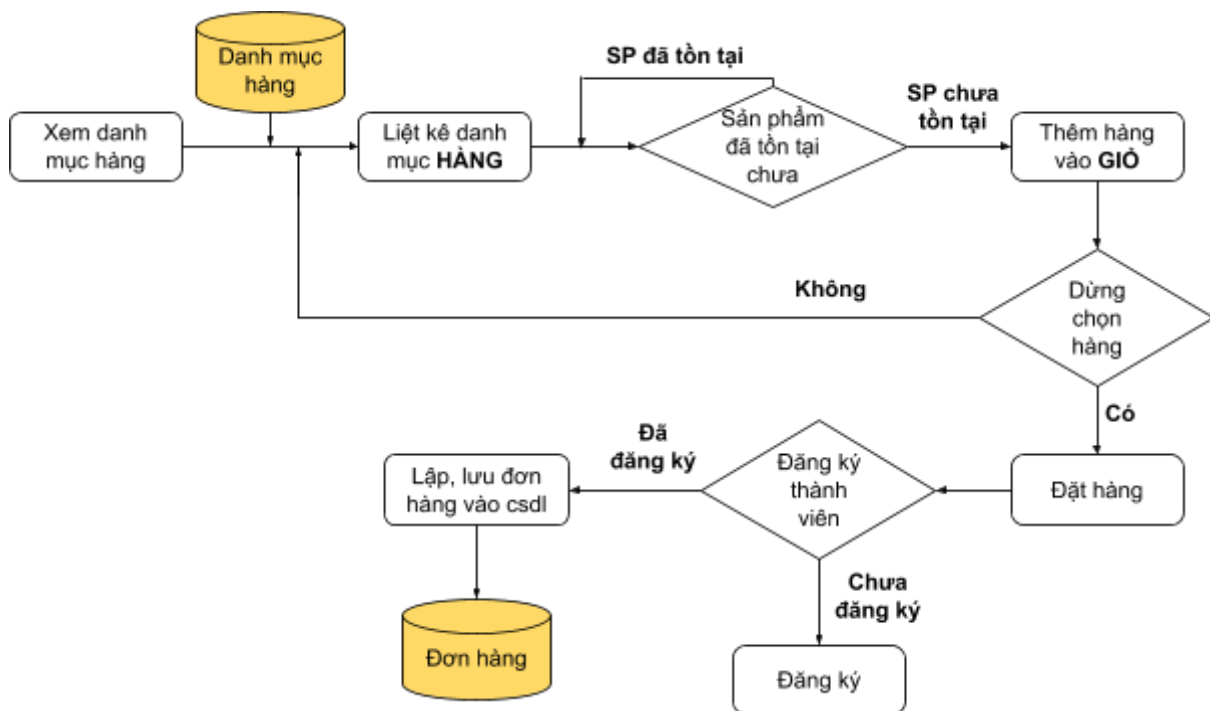 Danh mục
hàng
SP đã tồn tại
SP chưa
tồn tại
Xem danh
mục hàng
Liệt kê danh
mục HÀNG
Sản phẩm
đã tồn tại
chưa
Thêm hàng
vào GIỎ
Không
Dừng
chọn
hàng
Có
Đã
đăng ký
Lập, lưu đơn
hàng vào csdl
Đăng ký
thành
viên
Đặt hàng
Chưa
đăng ký
Đơn hàng
Đăng ký